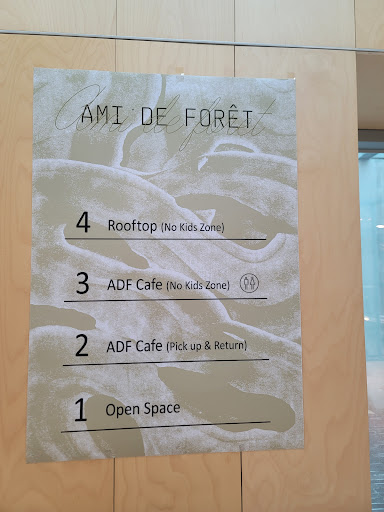 AMI DE FORÊT
4 Rooftop (No Kids Zone)
3 ADF Cafe (No Kids Zone)
2 ADF Cafe (Pick up & Return)
1 Open Space